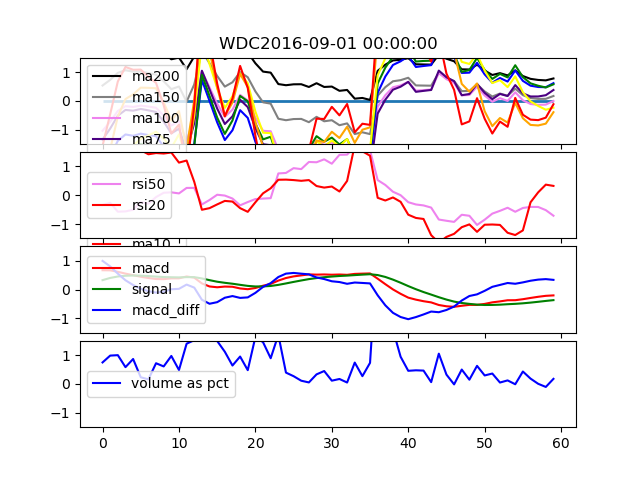 WDC2016-09-01 00:00:00
1
0
−1
ma200
ma150
ma100
ma75
1
0
−1
rsi50
rsi20
ma10
1
0
−1
macd
signal
macd_diff
1
0
−1
volume as pct
0 10 20 30 40 50 60